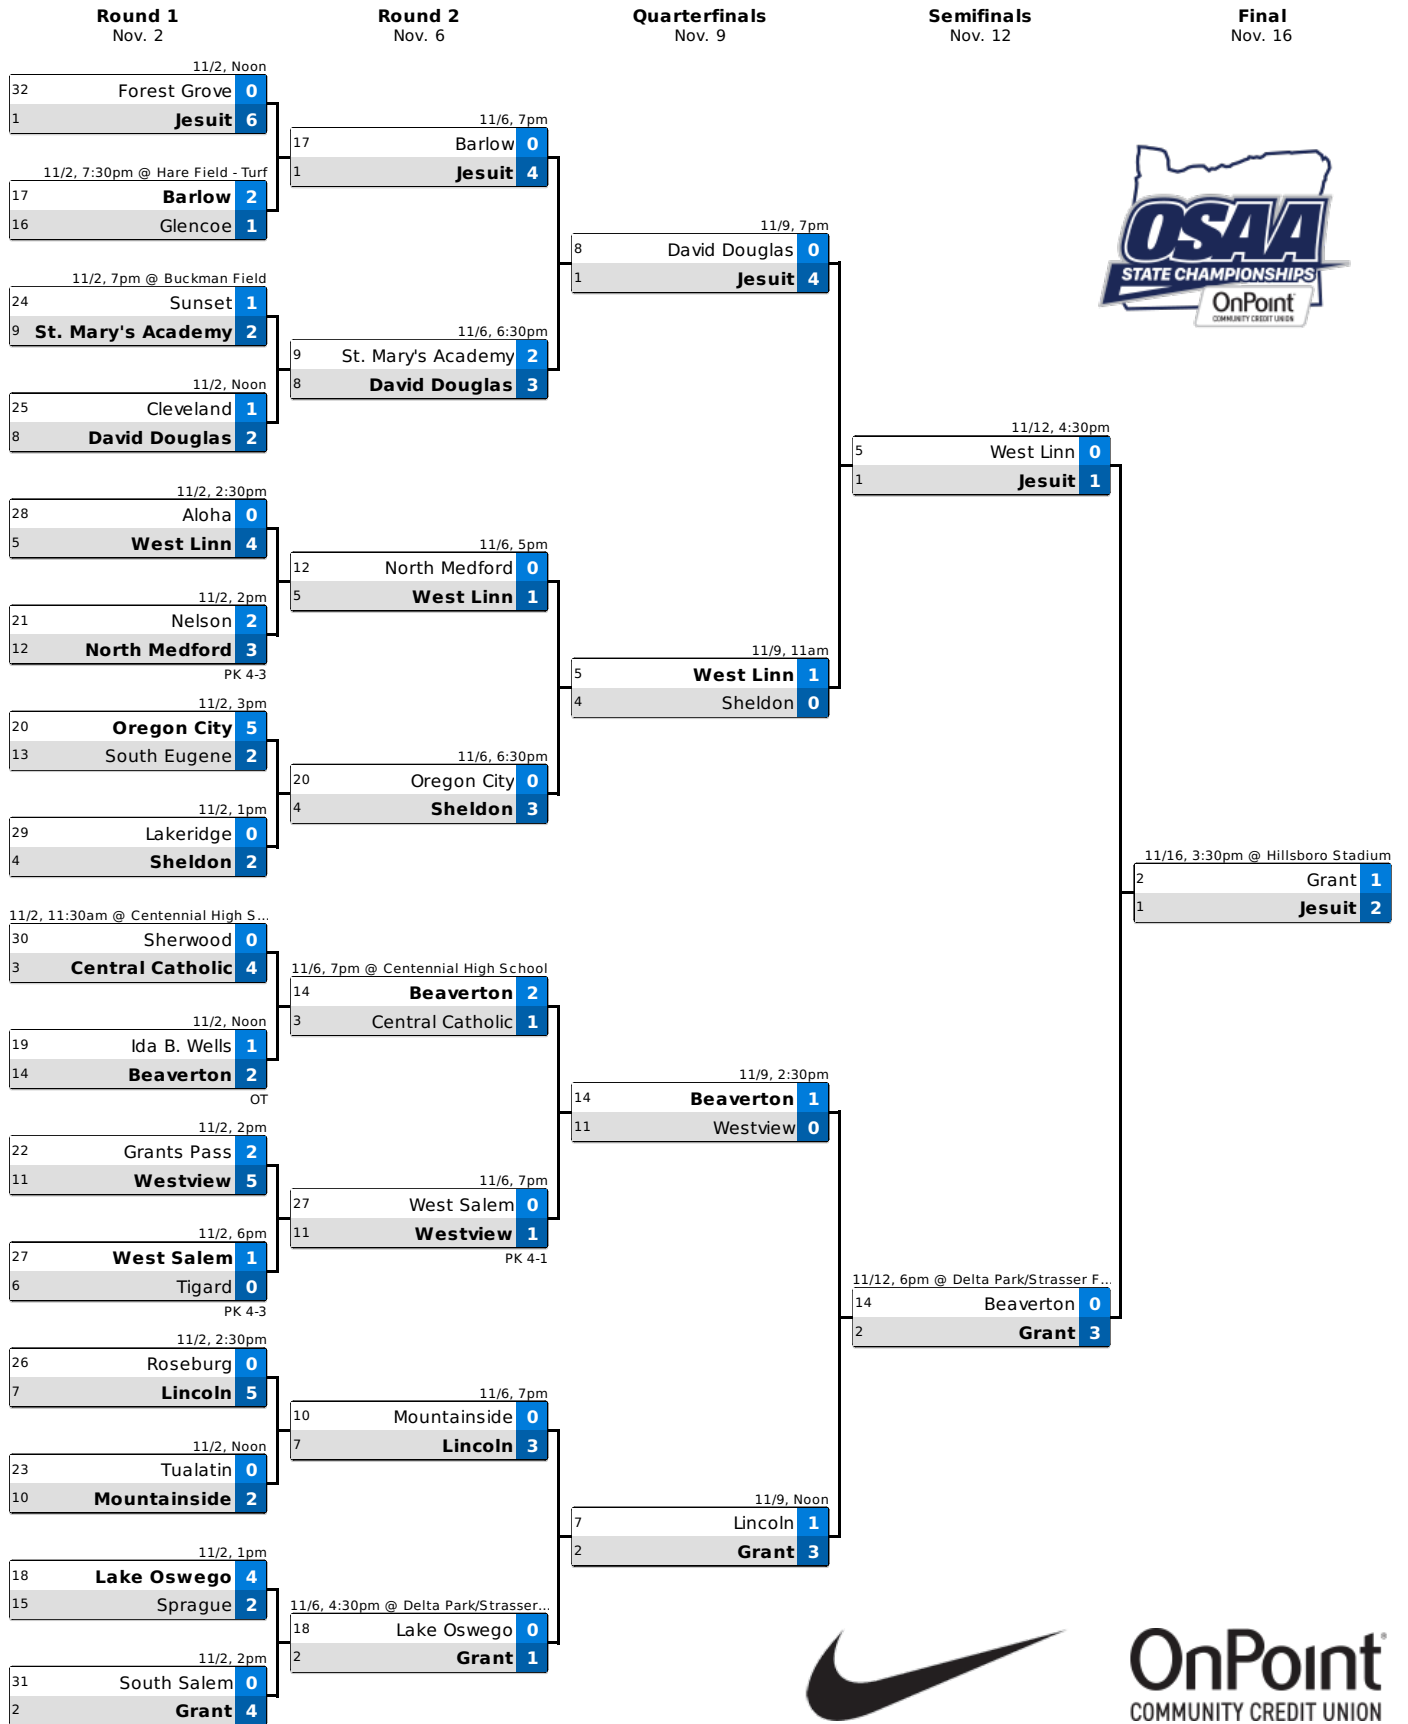 Round 1
Nov. 2
Round 2
Nov. 6
Quarterfinals
Nov. 9
Semifinals
Nov. 12
Final
Nov. 16
11/2, Noon
32 Forest Grove 0
1 Jesuit 6
11/2, 7:30pm @ Hare Field - Turf
17 Barlow 2
16 Glencoe 1
11/2, 7pm @ Buckman Field
24 Sunset 1
9 St. Mary's Academy 2
11/2, Noon
25 Cleveland 1
8 David Douglas 2
11/2, 2:30pm
28 Aloha 0
5 West Linn 4
11/2, 2pm
21 Nelson 2
12 North Medford 3
PK 4-3
11/2, 3pm
20 Oregon City 5
13 South Eugene 2
11/2, 1pm
29 Lakeridge 0
4 Sheldon 2
11/2, 11:30am @ Centennial High S...
30 Sherwood 0
3 Central Catholic 4
11/2, Noon
19 Ida B. Wells 1
14 Beaverton 2
OT
11/2, 2pm
22 Grants Pass 2
11 Westview 5
11/2, 6pm
27 West Salem 1
6 Tigard 0
PK 4-3
11/2, 2:30pm
26 Roseburg 0
7 Lincoln 5
11/2, Noon
23 Tualatin 0
10 Mountainside 2
11/2, 1pm
18 Lake Oswego 4
15 Sprague 2
11/2, 2pm
31 South Salem 0
2 Grant 4
11/6, 7pm
17 Barlow 0
1 Jesuit 4
11/6, 6:30pm
9 St. Mary's Academy 2
8 David Douglas 3
11/6, 5pm
12 North Medford 0
5 West Linn 1
11/6, 6:30pm
20 Oregon City 0
4 Sheldon 3
11/6, 7pm @ Centennial High School
14 Beaverton 2
3 Central Catholic 1
11/6, 7pm
27 West Salem 0
11 Westview 1
PK 4-1
11/6, 7pm
10 Mountainside 0
7 Lincoln 3
11/6, 4:30pm @ Delta Park/Strasser...
18 Lake Oswego 0
2 Grant 1
11/9, 7pm
8 David Douglas 0
1 Jesuit 4
11/9, 11am
5 West Linn 1
4 Sheldon 0
11/9, 2:30pm
14 Beaverton 1
11 Westview 0
11/9, Noon
7 Lincoln 1
2 Grant 3
11/12, 4:30pm
5 West Linn 0
1 Jesuit 1
11/12, 6pm @ Delta Park/Strasser F...
14 Beaverton 0
2 Grant 3
11/16, 3:30pm @ Hillsboro Stadium
2 Grant 1
1 Jesuit 2
OSAA
STATE CHAMPIONSHIPS
OnPoint
COMMUNITY CREDIT UNION
OnPoint
COMMUNITY CREDIT UNION